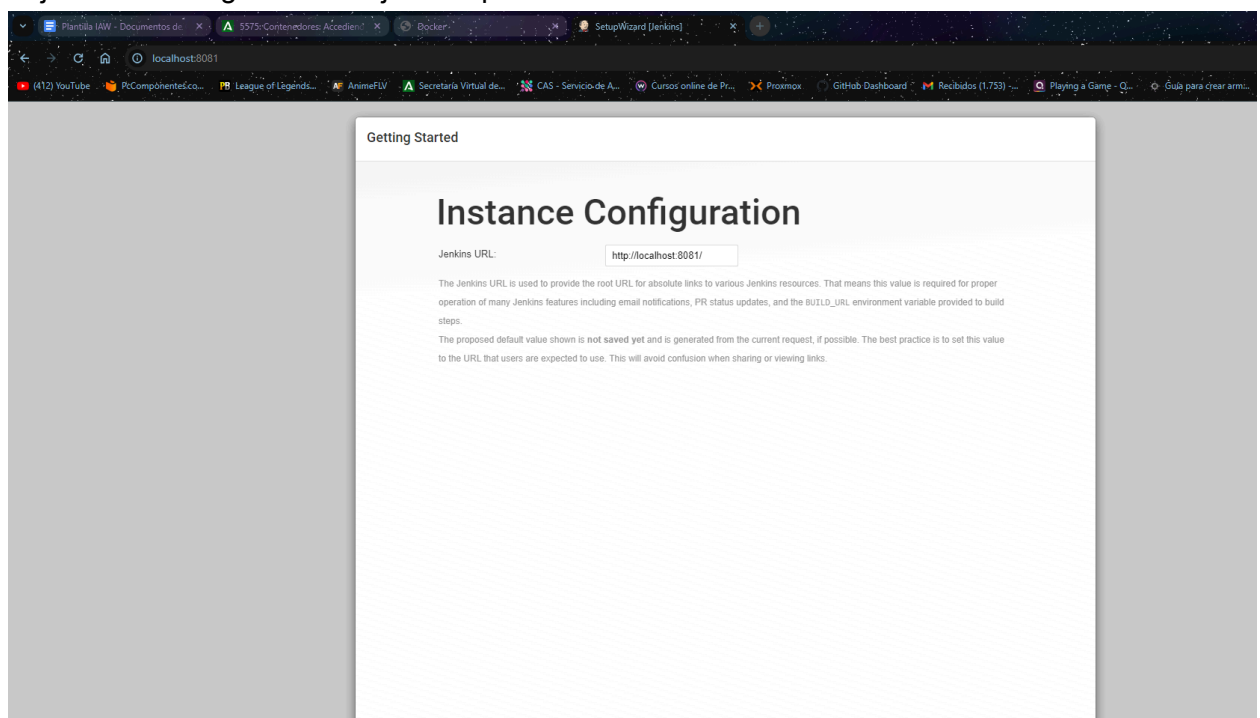 Plantilla IAW - Documentos de
5575: Contenedores: Accedien
Docker
SetupWizard [Jenkins]
localhost:8081
(412) YouTube
PcComponentes.co...
PB League of Legends...
AF AnimeFLV
Secretaría Virtual de...
CAS - Servicio de A...
Cursos online de Pr...
Proxmox
GitHub Dashboard
Recibidos (1.753) -...
Playing a Game - Q...
Guía para crear arm...
Getting Started
Instance Configuration
Jenkins URL:
http://localhost:8081/
The Jenkins URL is used to provide the root URL for absolute links to various Jenkins resources. That means this value is required for proper
operation of many Jenkins features including email notifications, PR status updates, and the BUILD_URL environment variable provided to build
steps.
The proposed default value shown is not saved yet and is generated from the current request, if possible. The best practice is to set this value
to the URL that users are expected to use. This will avoid confusion when sharing or viewing links.